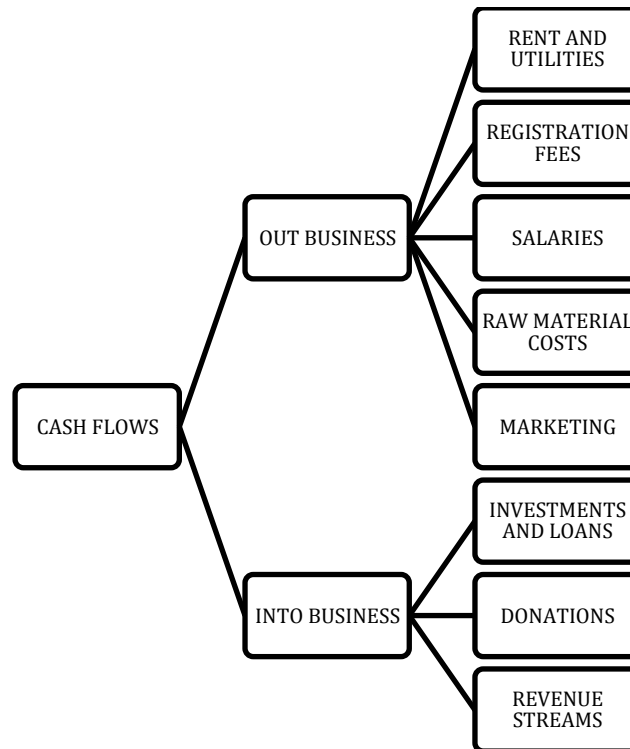 RENT AND
UTILITIES
REGISTRATION
FEES
OUT BUSINESS
SALARIES
RAW MATERIAL
COSTS
CASH FLOWS
MARKETING
INVESTMENTS
AND LOANS
INTO BUSINESS
DONATIONS
REVENUE
STREAMS